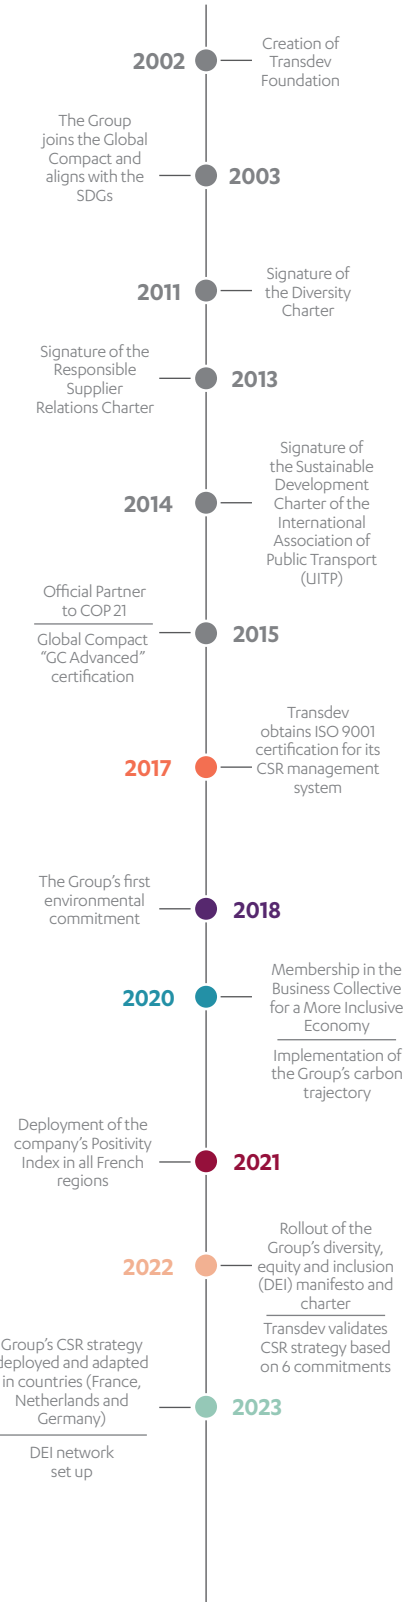 2002
Creation of
Transdev
Foundation
The Group
joins the Global
Compact and
aligns with the
SDGs
2003
2011
Signature of
the Diversity
Charter
Signature of the
Responsible
Supplier
Relations Charter
2013
2014
Signature of
the Sustainable
Development
Charter of the
International
Association of
Public Transport
(UITP)
Official Partner
to COP 21
Global Compact
"GC Advanced"
certification
2015
2017
Transdev
obtains ISO 9001
certification for its
CSR management
system
The Group's first
environmental
commitment
2018
2020
Membership in the
Business Collective
for a More Inclusive
Economy
Implementation of
the Group's carbon
trajectory
Deployment of the
company's Positivity
Index in all French
regions
2021
2022
Rollout of the
Group's diversity,
equity and inclusion
(DEI) manifesto and
charter
Transdev validates
CSR strategy based
on 6 commitments
Group's CSR strategy
deployed and adapted
in countries (France,
Netherlands and
Germany)
DEI network
set up
2023